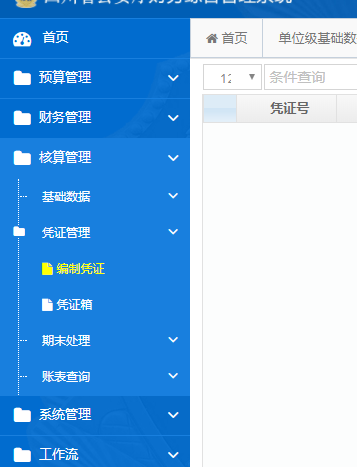 首页
预算管理
财务管理
核算管理
基础数据
凭证管理
编制凭证
凭证箱
期末处理
账表查询
系统管理
工作流
首页 单位级基础数
12 条件查询
凭证号